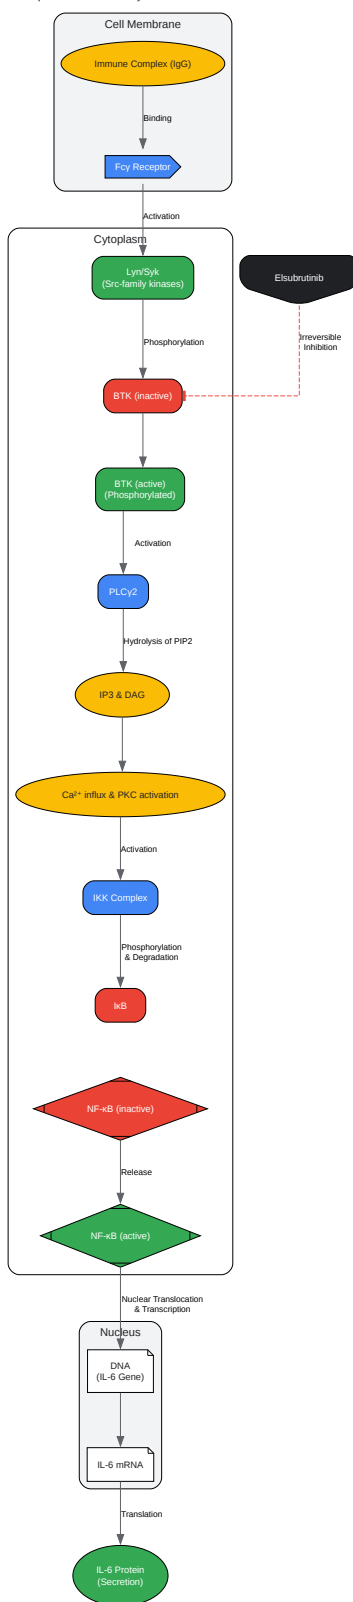 Cell Membrane
Immune Complex (IgG)
Binding
Fcγ Receptor
Activation
Cytoplasm
Lyn/Syk
(Src-family kinases)
Elsubrutinib
Phosphorylation
Irreversible
Inhibition
BTK (inactive)
BTK (active)
(Phosphorylated)
Activation
PLCγ2
Hydrolysis of PIP2
IP3 & DAG
Ca²⁺ influx & PKC activation
Activation
IKK Complex
Phosphorylation
& Degradation
IκB
NF-κB (inactive)
Release
NF-κB (active)
Nuclear Translocation
& Transcription
Nucleus
DNA
(IL-6 Gene)
IL-6 mRNA
Translation
IL-6 Protein
(Secretion)